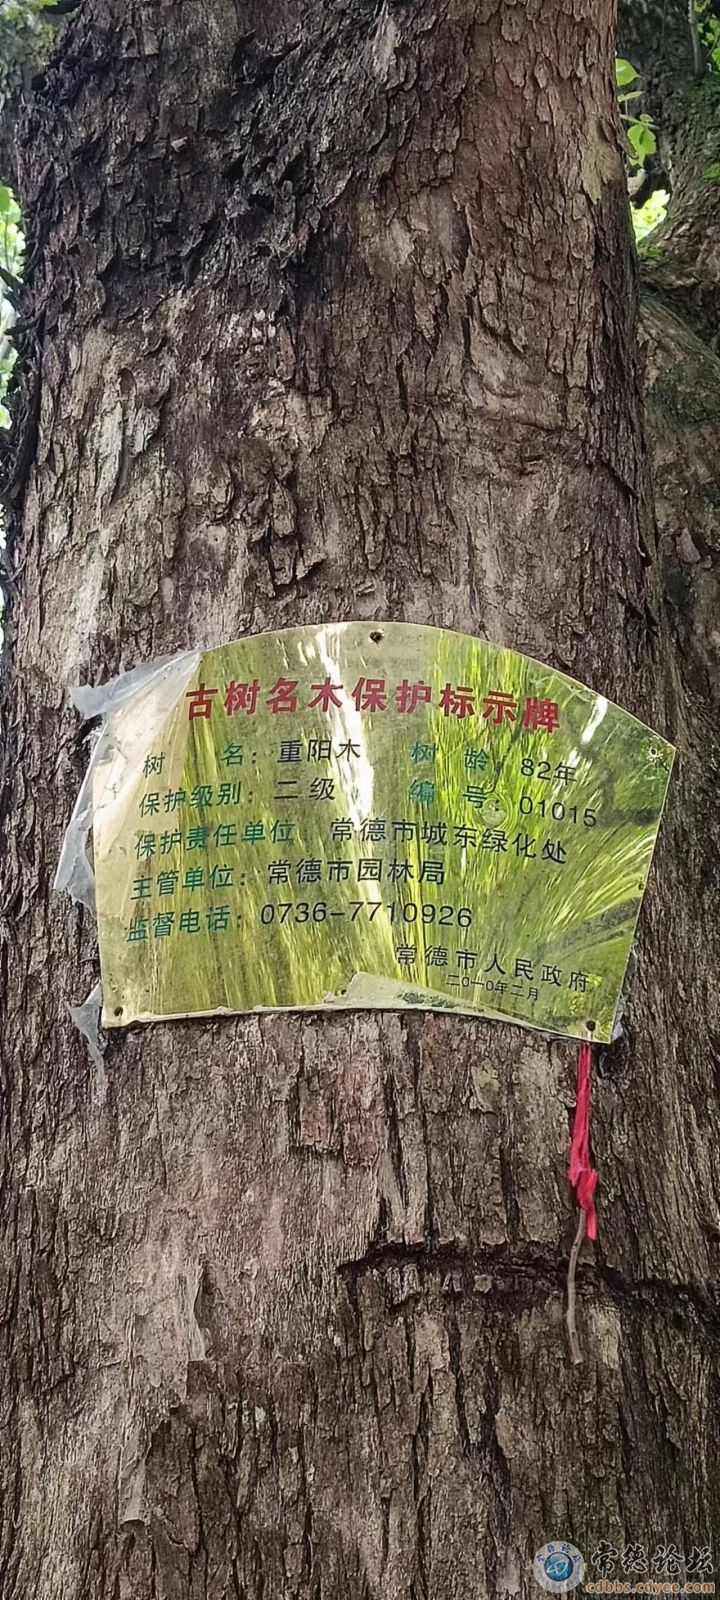 古树名木保护标示牌
树 名：重阳木 树 龄：82年
保护级别：二级 编 号：01015
保护责任单位 常德市城东绿化处
主管单位：常德市园林局
监督电话：0736-7710926
常德市人民政府
二0一0年二月
常德论坛
cdbbs.cdyee.com